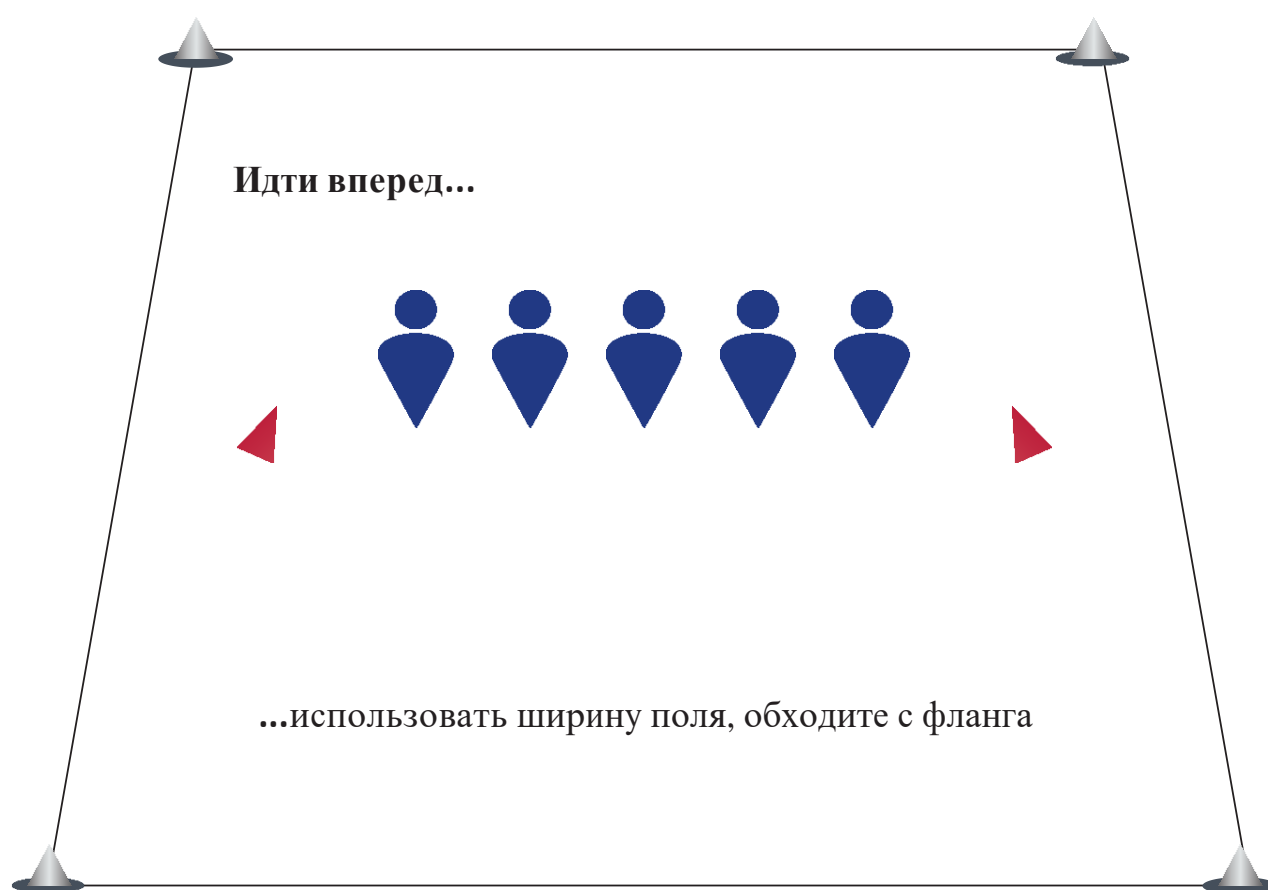 Идти вперед...
...использовать ширину поля, обходите с фланга